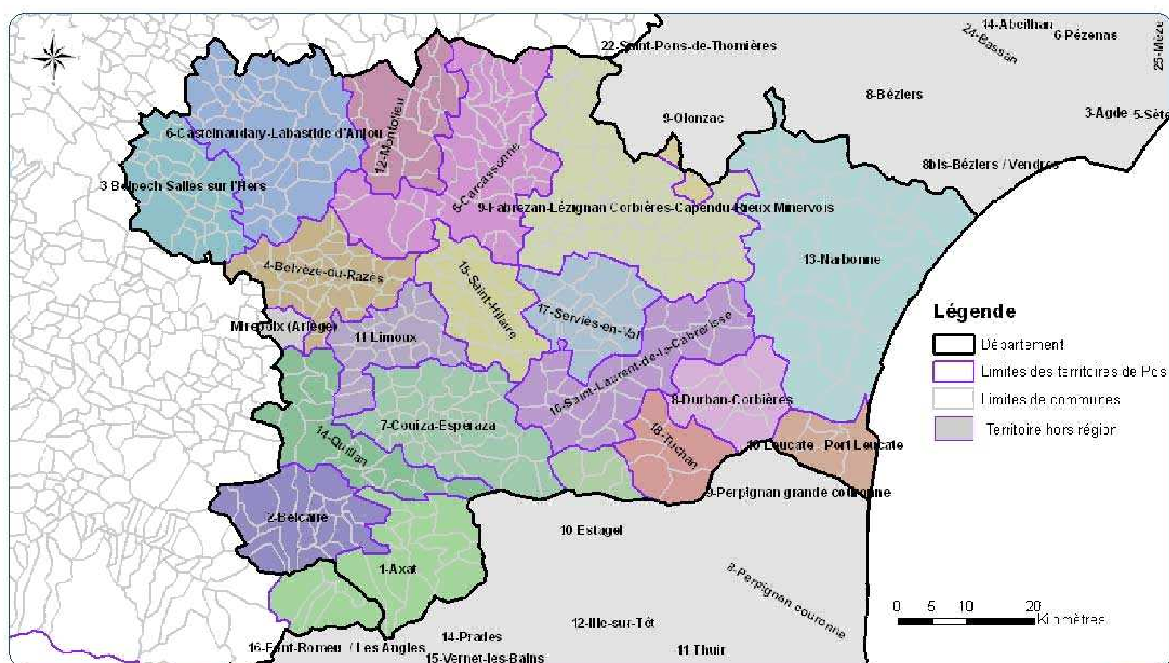 14-Abeilhan
6 Pézenas
24-Bassan
25-Mèze
22-Saint-Pons-de-Thomières
8-Béziers
3-Agde
5-Sète
9-Olonzac
6-Castelnaudary-Labastide d'Anjou
12-Montolieu
8bis-Béziers / Vendres
3 Belpech Salles sur l'Hers
5-Carcassonne
9-Fabrezan-Lézignan Corbières-Capendu Rieux Minervois
13-Narbonne
4-Belvèze-du-Razes
15-Saint-Hilaire
17-Serviès-en-Val
Mirepoix (Ariège)
11 Limoux
16-Saint-Laurent-de-la-Cabrerisse
Légende
Département
Limites des territoires de Pds
Limites de communes
Territoire hors région
8-Durban-Corbières
7-Couiza-Esperaza
14-Quillan
18-Tuchan
10 Leucate - Port Leucate
9-Perpignan grande couronne
2-Belcaire
10-Estagel
1-Axat
8-Perpignan couronne
0 5 10 20
Kilomètres
12-Ille-sur-Têt
14-Prades
16-Font-Romeu / Les Angles
15-Vernet-les-Bains
11 Thuir